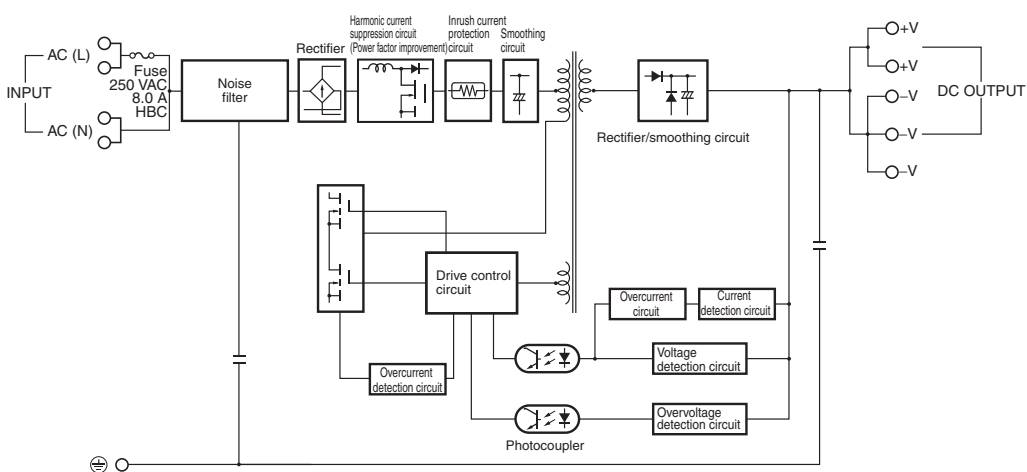 Harmonic current
suppression circuit
(Power factor improvement)
Inrush current
protection
circuit
Smoothing
circuit
Rectifier
INPUT
AC (L)
Fuse
250 VAC
8.0 A
HBC
AC (N)
Noise
filter
Rectifier/smoothing circuit
+V
+V
−V
−V
−V
DC OUTPUT
Drive control
circuit
Overcurrent
circuit
Current
detection circuit
Voltage
detection circuit
Overcurrent
detection circuit
Overvoltage
detection circuit
Photocoupler